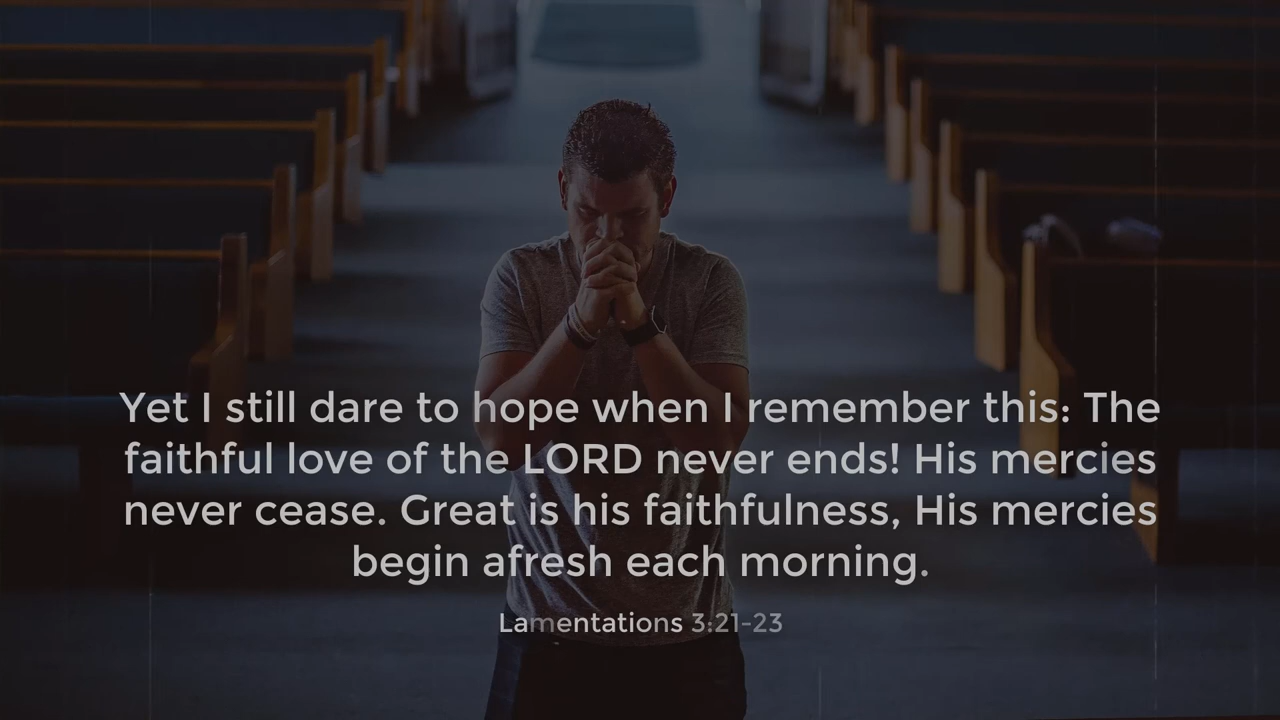 Yet I still dare to hope when I remember this: The
faithful love of the LORD never ends! His mercies
never cease. Great is his faithfulness, His mercies
begin afresh each morning.
Lamentations 3:21-23